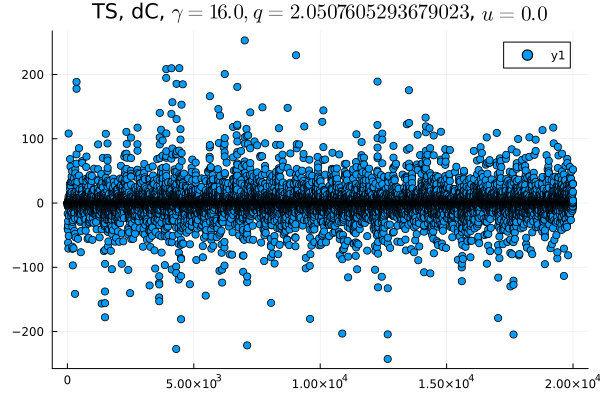 TS, dC, γ = 16.0, q = 2.0507605293679023, u = 0.0
y1
200
100
0
−100
−200
0 5.00×10³ 1.00×10⁴ 1.50×10⁴ 2.00×10⁴